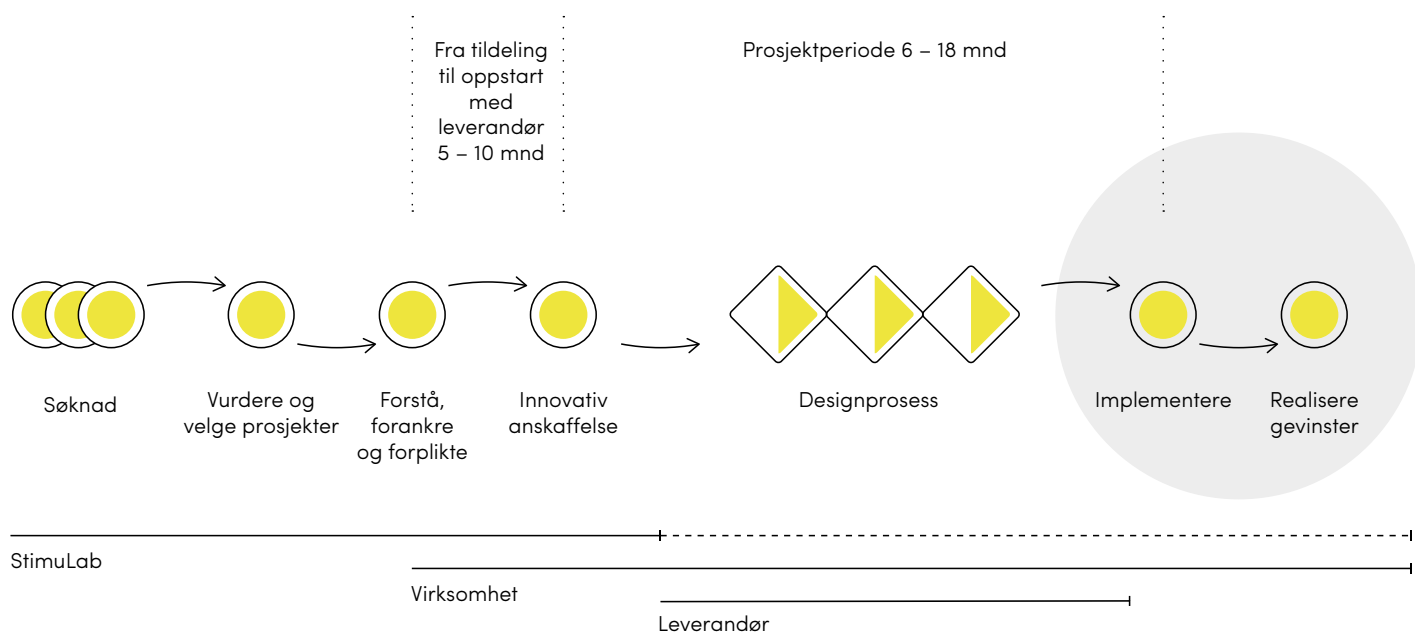 Fra tildeling
til oppstart
med
leverandør
5 – 10 mnd
Prosjektperiode 6 – 18 mnd
Søknad
Vurdere og
velge prosjekter
Forstå,
forankre
og forplikte
Innovativ
anskaffelse
Designprosess
Implementere
Realisere
gevinster
StimuLab
Virksomhet
Leverandør